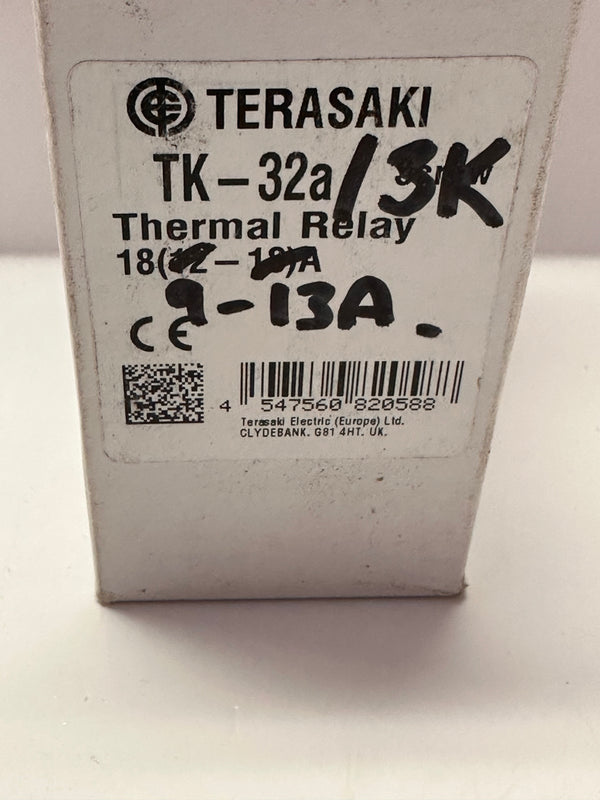 TERASAKI
TK-32a/3K
Thermal Relay
18(12-18)A
9-13A.
CE
4 547560 820588
Terasaki Electric (Europe) Ltd.
CLYDEBANK. G81 4HT. UK.